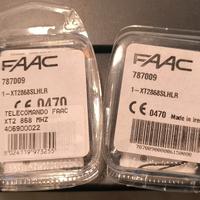 FAAC
787009
1-XT2868SLHLR
CE 0470
TELECOMANDO FAAC
XT2 868 MHZ
406900022
FAAC
787009
1-XT2868SLHLR
CE 0470
Made in